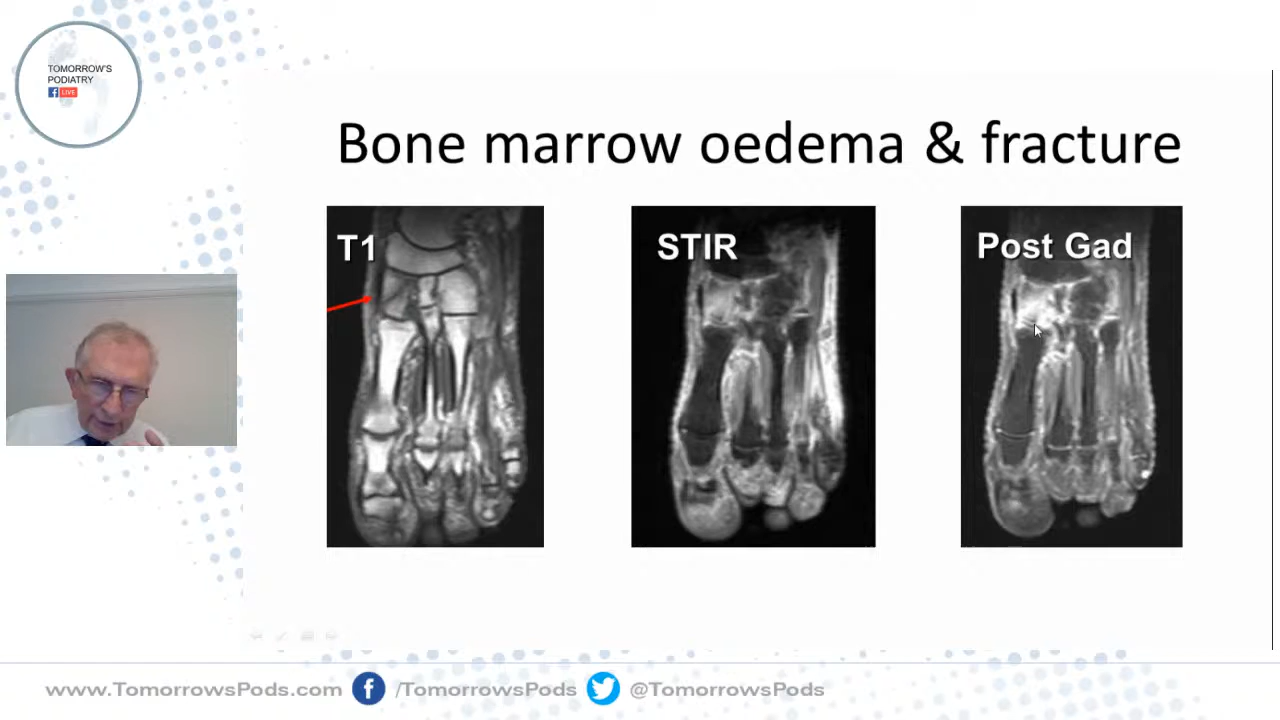 TOMORROW'S
PODIATRY
LIVE
Bone marrow oedema & fracture
T1
STIR
Post Gad
www.TomorrowsPods.com
/TomorrowsPods
@TomorrowsPods